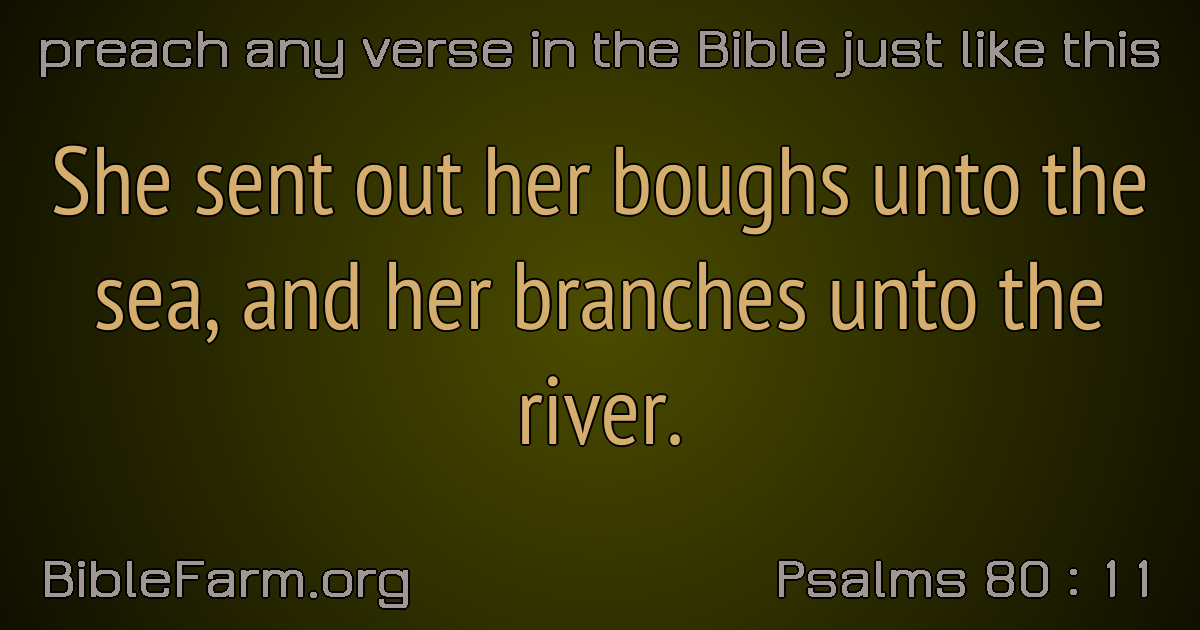 preach any verse in the Bible just like this
She sent out her boughs unto the
sea, and her branches unto the
river.
BibleFarm.org
Psalms 80 : 11